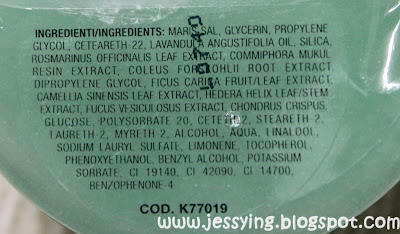 INGREDIENTI/INGREDIENTS: MARIS SAL, GLYCERIN, PROPYLENE
GLYCOL, CETEARETH-22, LAVANDULA ANGUSTIFOLIA OIL, SILICA,
ROSMARINUS OFFICINALIS LEAF EXTRACT, COMMIPHORA MUKUL
RESIN EXTRACT, COLEUS FORSKOHLII ROOT EXTRACT,
DIPROPYLENE GLYCOL, FICUS CARICA FRUIT/LEAF EXTRACT,
CAMELLIA SINENSIS LEAF EXTRACT, HEDERA HELIX LEAF/STEM
EXTRACT, FUCUS VESICULOSUS EXTRACT, CHONDRUS CRISPUS,
GLUCOSE, POLYSORBATE 20, CETETH-2, STEARETH-2,
LAURETH-2, MYRETH-2, ALCOHOL, AQUA, LINALOOL,
SODIUM LAURYL SULFATE, LIMONENE, TOCOPHEROL,
PHENOXYETHANOL, BENZYL ALCOHOL, POTASSIUM
SORBATE, CI 19140, CI 42090, CI 14700,
BENZOPHENONE-4
COD. K77019
www.jessying.blogspot.com